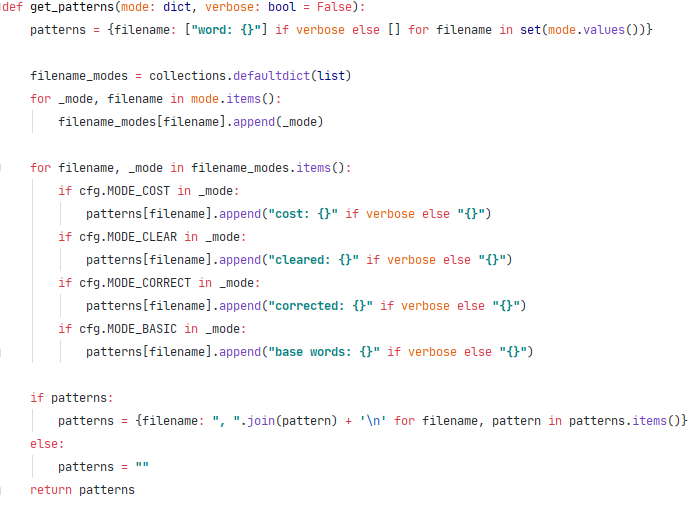 def get_patterns(mode: dict, verbose: bool = False):
    patterns = {filename: ["word: {}"] if verbose else [] for filename in set(mode.values())}

    filename_modes = collections.defaultdict(list)
    for _mode, filename in mode.items():
        filename_modes[filename].append(_mode)

    for filename, _mode in filename_modes.items():
        if cfg.MODE_COST in _mode:
            patterns[filename].append("cost: {}" if verbose else "{}")
        if cfg.MODE_CLEAR in _mode:
            patterns[filename].append("cleared: {}" if verbose else "{}")
        if cfg.MODE_CORRECT in _mode:
            patterns[filename].append("corrected: {}" if verbose else "{}")
        if cfg.MODE_BASIC in _mode:
            patterns[filename].append("base words: {}" if verbose else "{}")

    if patterns:
        patterns = {filename: ", ".join(pattern) + '\n' for filename, pattern in patterns.items()}
    else:
        patterns = ""
    return patterns